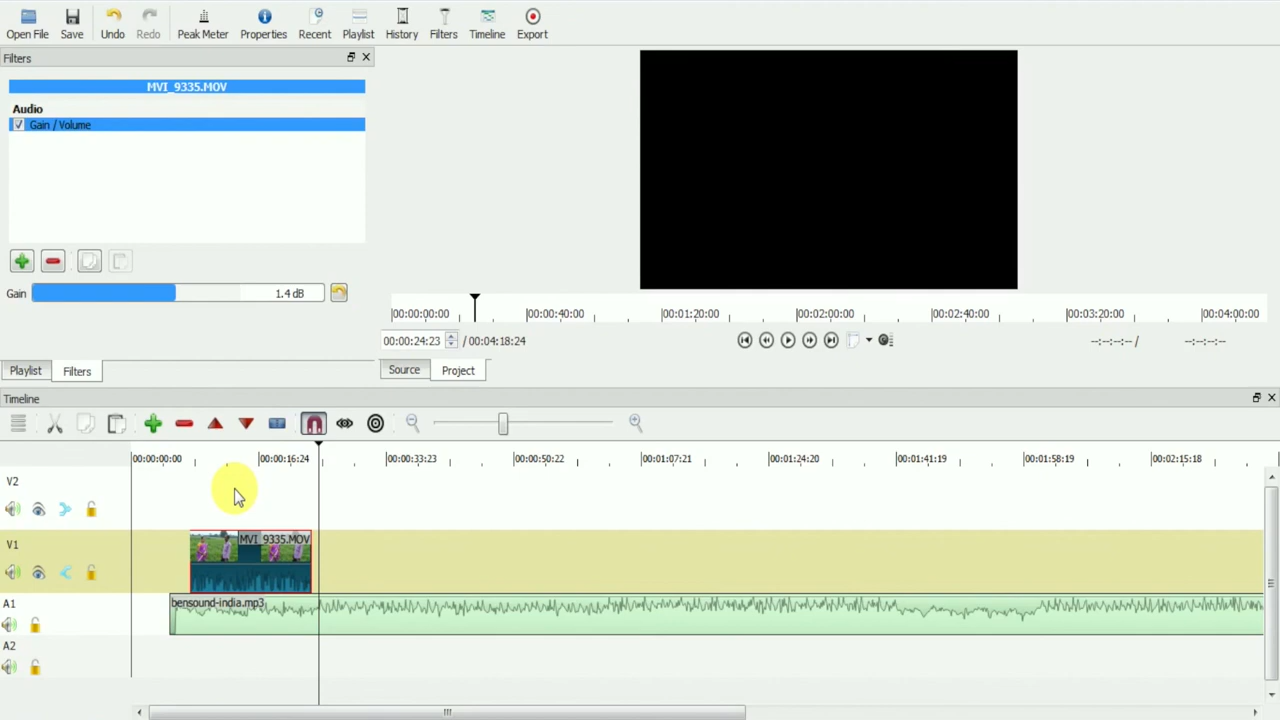 Open File Save Undo Redo Peak Meter Properties Recent Playlist History Filters Timeline Export
Filters
MVI_9335.MOV
Audio
Gain / Volume
Gain 1.4 dB
00:00:00:00 00:00:40:00 00:01:20:00 00:02:00:00 00:02:40:00 00:03:20:00 00:04:00:00
00:00:24:23 / 00:04:18:24 --:--:--:-- / --:--:--:--
Playlist Filters
Source Project
Timeline
00:00:00:00 00:00:16:24 00:00:33:23 00:00:50:22 00:01:07:21 00:01:24:20 00:01:41:19 00:01:58:19 00:02:15:18
V2
V1
MVI_9335.MOV
A1
bensound-india.mp3
A2